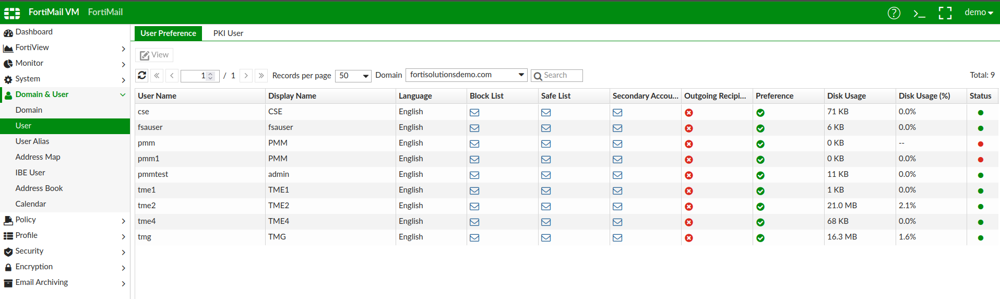 FortiMail VM FortiMail demo
Dashboard
FortiView
Monitor
System
Domain & User
Domain
User
User Alias
Address Map
IBE User
Address Book
Calendar
Policy
Profile
Security
Encryption
Email Archiving
User Preference PKI User
View
1 / 1 Records per page 50 Domain fortisolutionsdemo.com Search Total: 9
User Name Display Name Language Block List Safe List Secondary Accou... Outgoing Recipi... Preference Disk Usage Disk Usage (%) Status
cse CSE English 71 KB 0.0%
fsauser fsauser English 6 KB 0.0%
pmm PMM English 0 KB --
pmm1 PMM English 0 KB 0.0%
pmmtest admin English 11 KB 0.0%
tme1 TME1 English 1 KB 0.0%
tme2 TME2 English 21.0 MB 2.1%
tme4 TME4 English 68 KB 0.0%
tmg TMG English 16.3 MB 1.6%